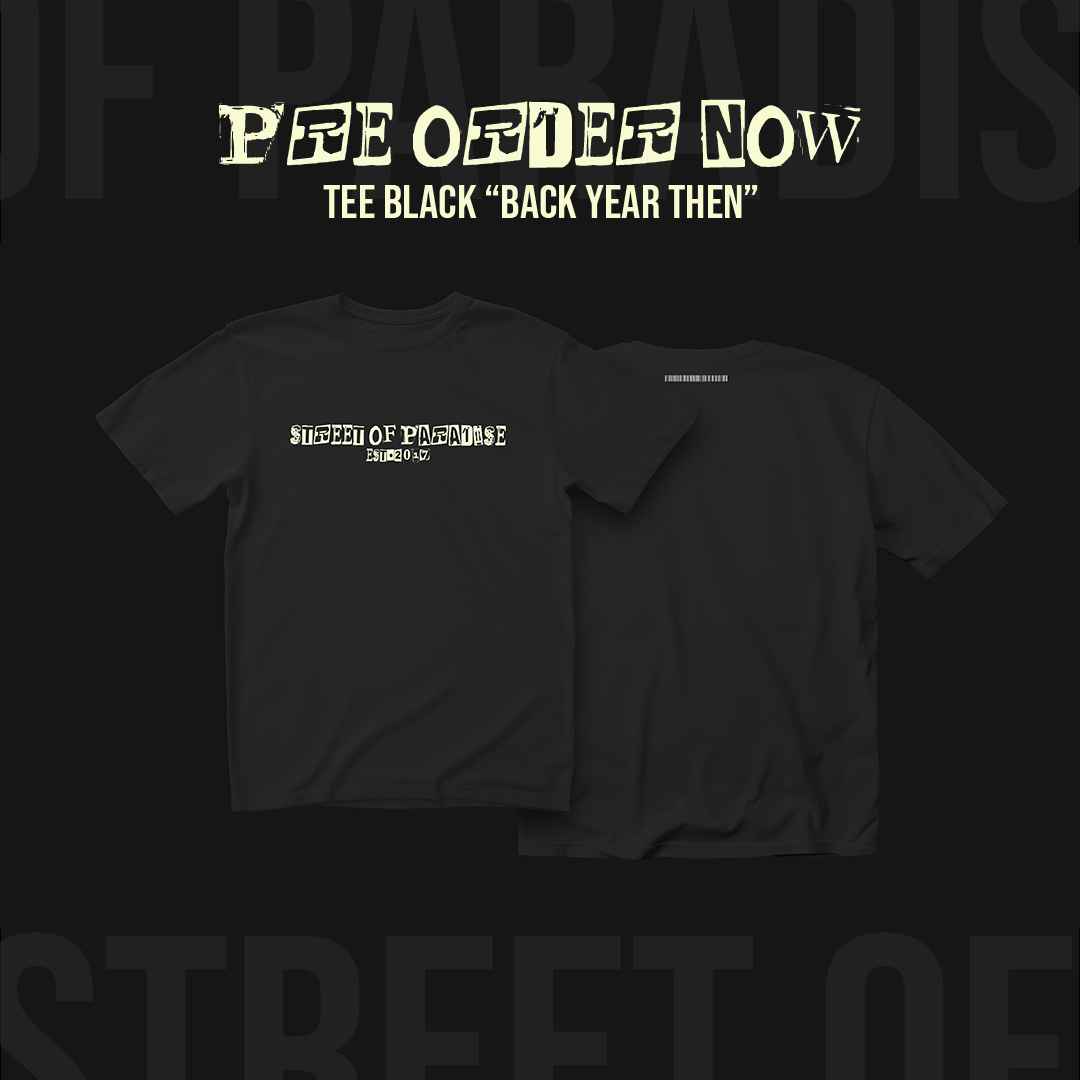 OF PARADIS
PRE ORDER NOW
TEE BLACK “BACK YEAR THEN”
STREET OF PARADISE
EST•2017
STREET OF